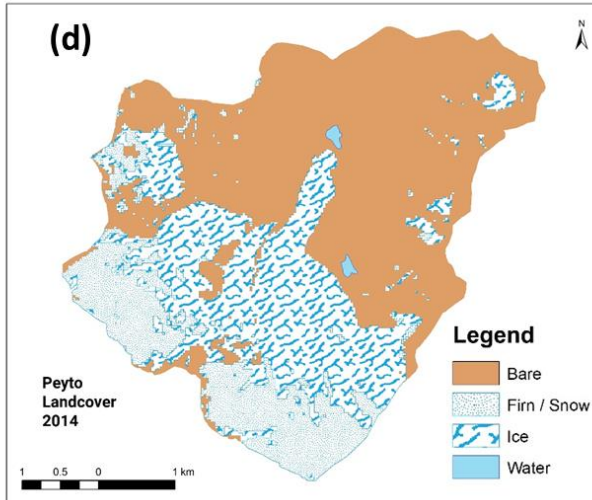 (d)
N
Legend
Bare
Firn / Snow
Ice
Water
Peyto
Landcover
2014
1 0.5 0 1 km